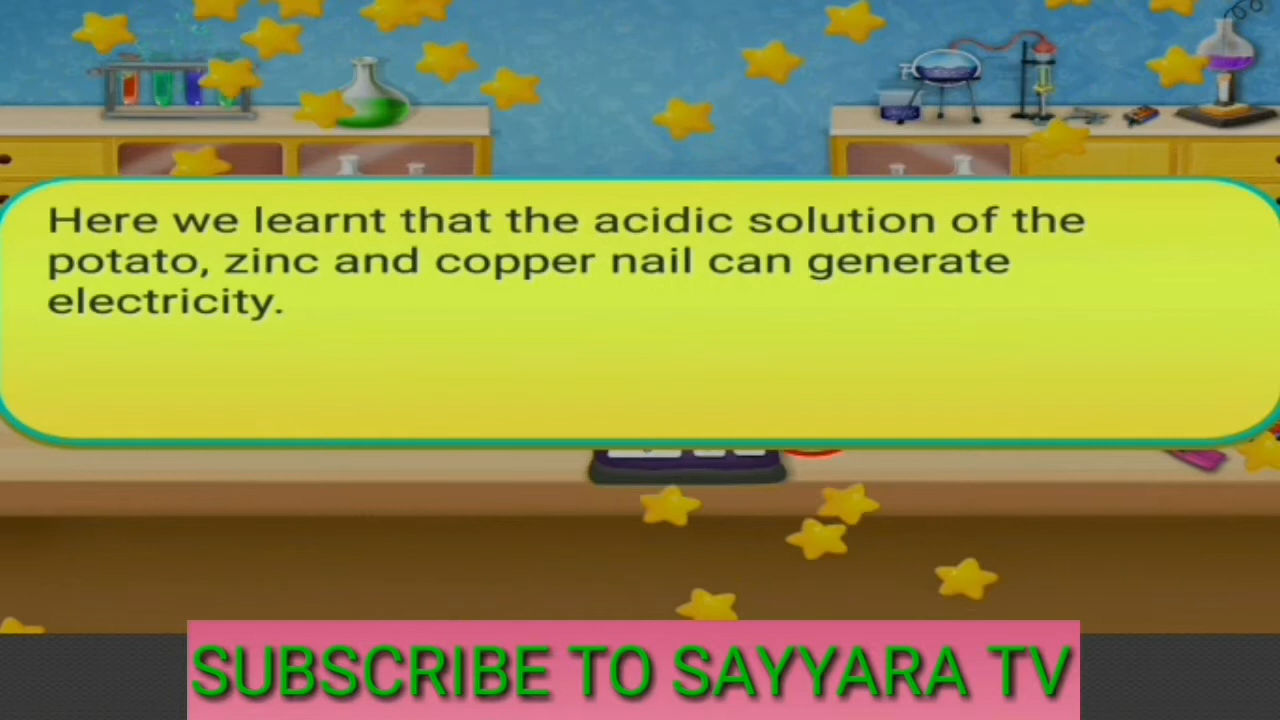 Here we learnt that the acidic solution of the
potato, zinc and copper nail can generate
electricity.
SUBSCRIBE TO SAYYARA TV